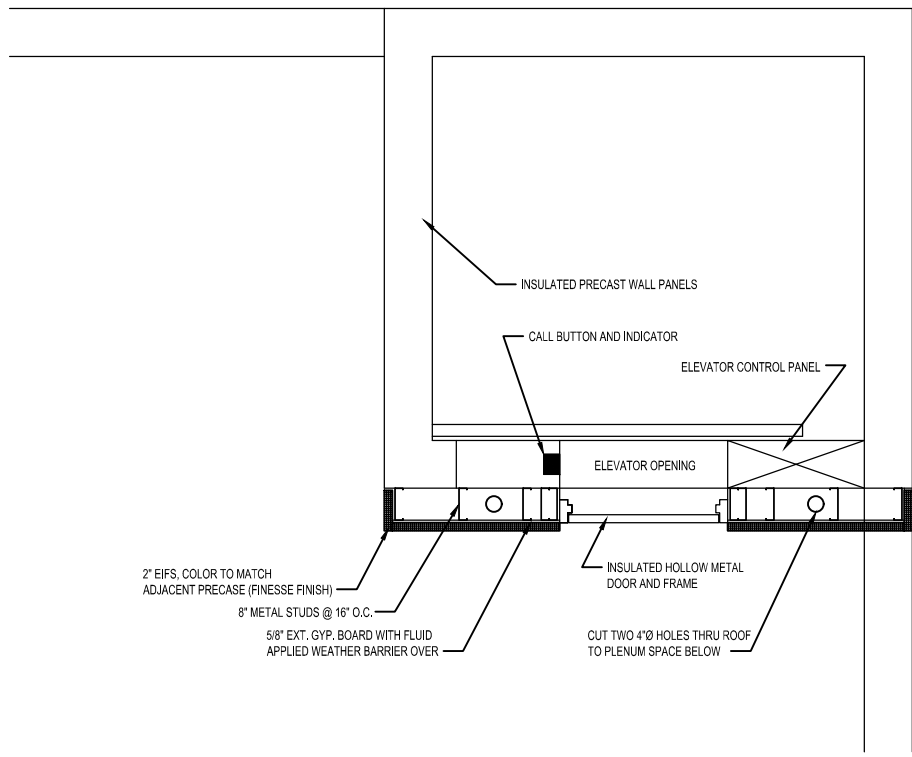 INSULATED PRECAST WALL PANELS
CALL BUTTON AND INDICATOR
ELEVATOR CONTROL PANEL
ELEVATOR OPENING
2" EIFS, COLOR TO MATCH
ADJACENT PRECASE (FINESSE FINISH)
8" METAL STUDS @ 16" O.C.
5/8" EXT. GYP. BOARD WITH FLUID
APPLIED WEATHER BARRIER OVER
INSULATED HOLLOW METAL
DOOR AND FRAME
CUT TWO 4"Ø HOLES THRU ROOF
TO PLENUM SPACE BELOW